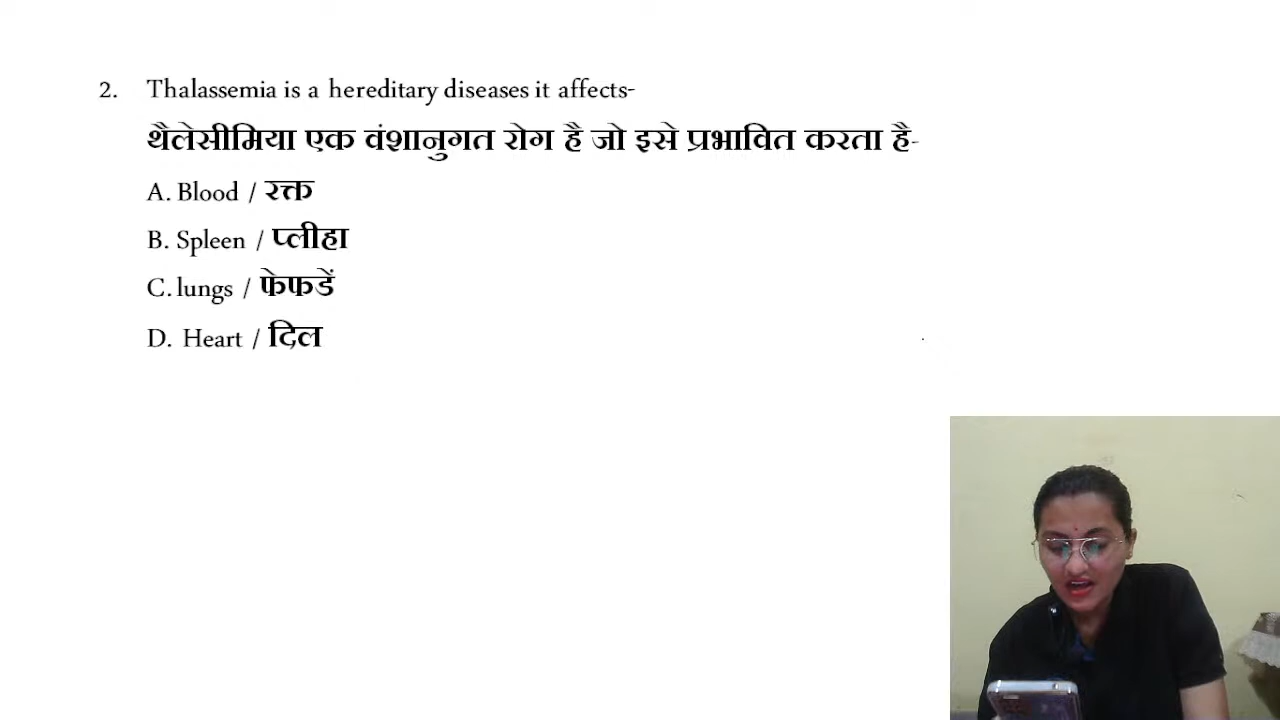 2. Thalassemia is a hereditary diseases it affects-
थैलेसीमिया एक वंशानुगत रोग है जो इसे प्रभावित करता है-
A. Blood / रक्त
B. Spleen / प्लीहा
C. lungs / फेफडें
D. Heart / दिल